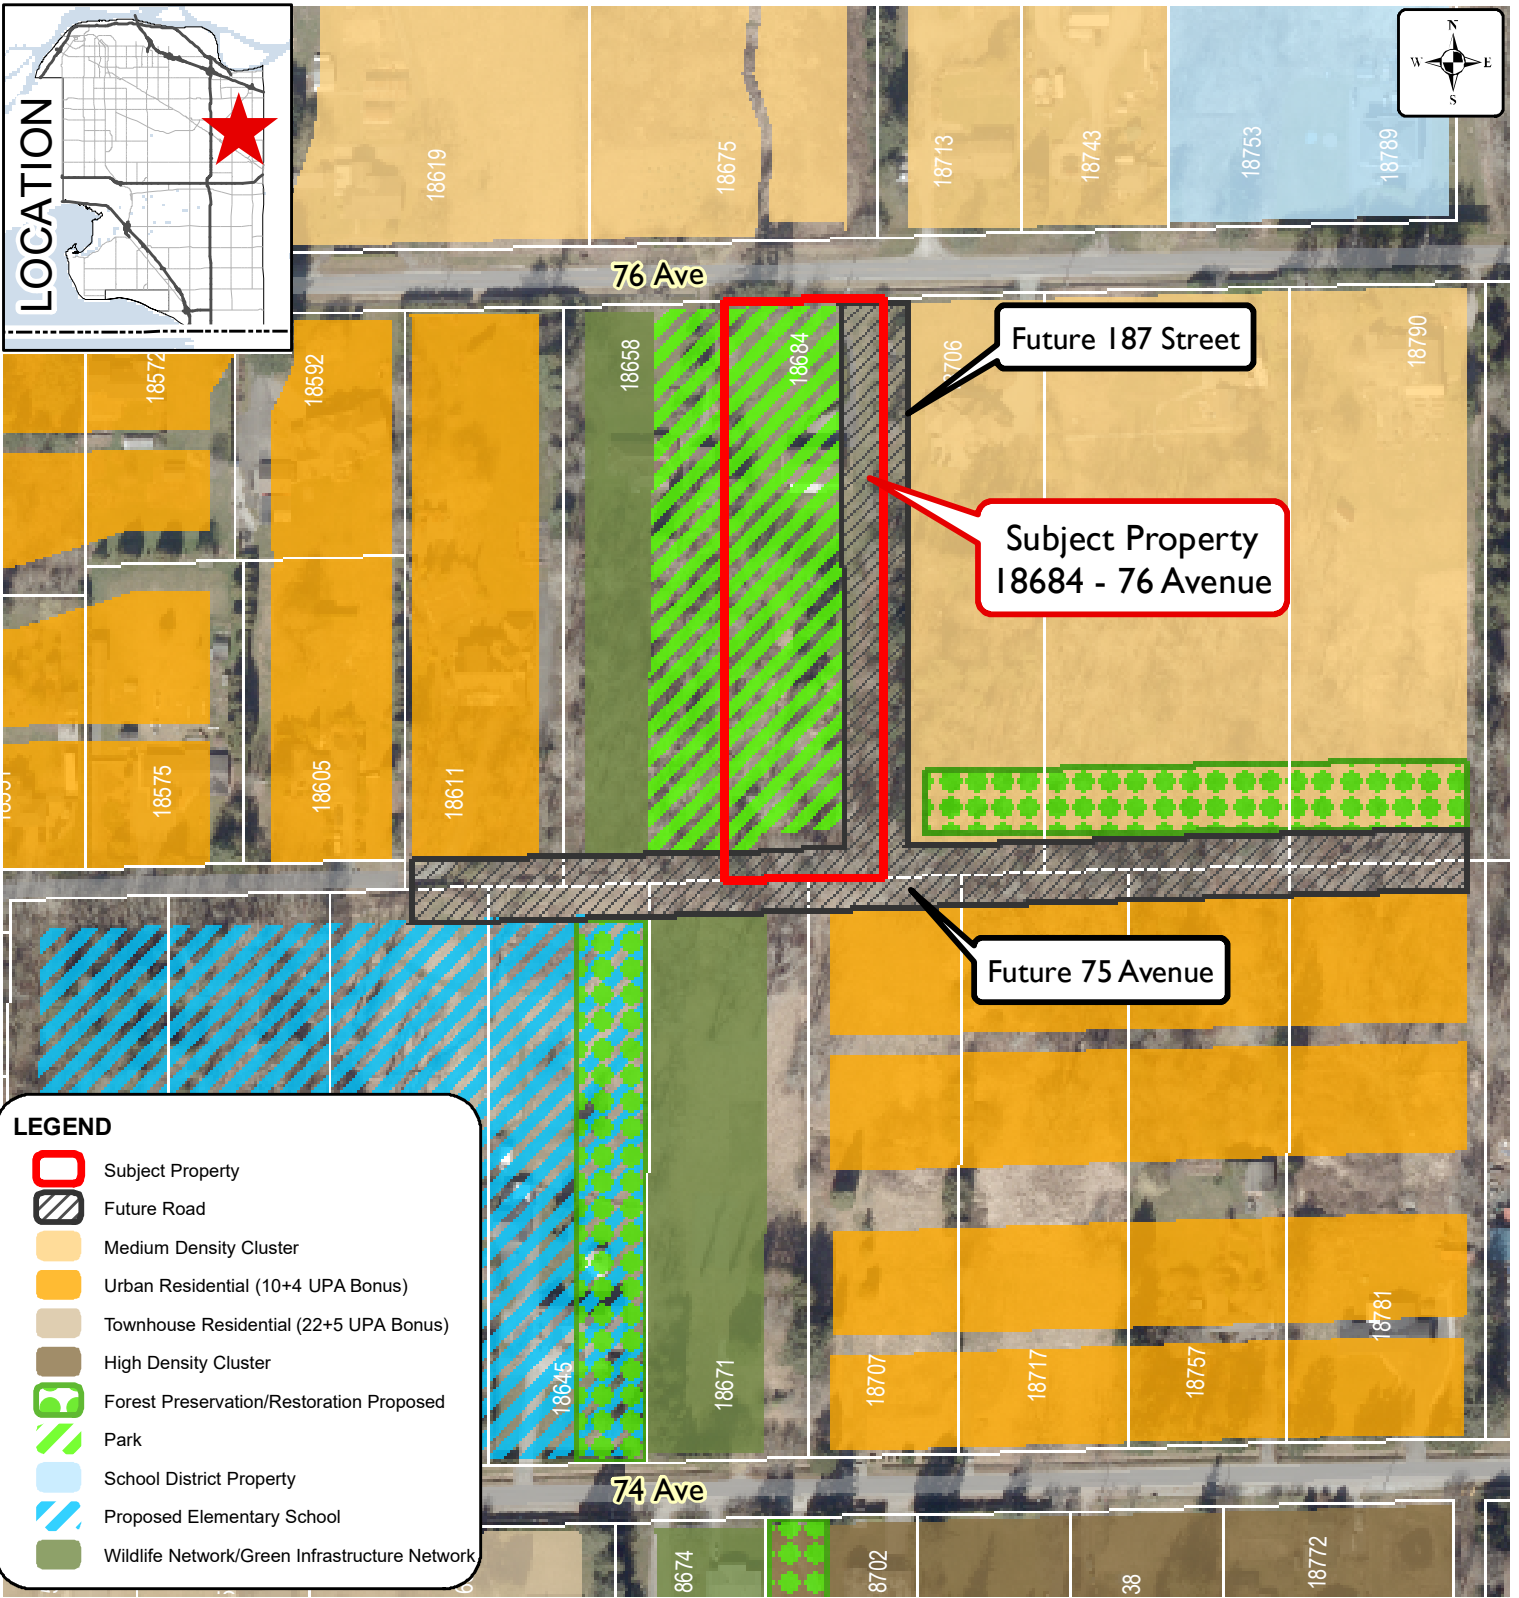 LOCATION
N
W
E
S
18619
18675
18713
18743
18753
18789
76 Ave
18572
18592
18658
18684
18790
Future 187 Street
Subject Property
18684 - 76 Avenue
18575
18605
18611
Future 75 Avenue
LEGEND
Subject Property
Future Road
Medium Density Cluster
Urban Residential (10+4 UPA Bonus)
Townhouse Residential (22+5 UPA Bonus)
High Density Cluster
Forest Preservation/Restoration Proposed
Park
School District Property
Proposed Elementary School
Wildlife Network/Green Infrastructure Network
18645
18671
18707
18717
18757
18781
74 Ave
8674
8702
38
18772